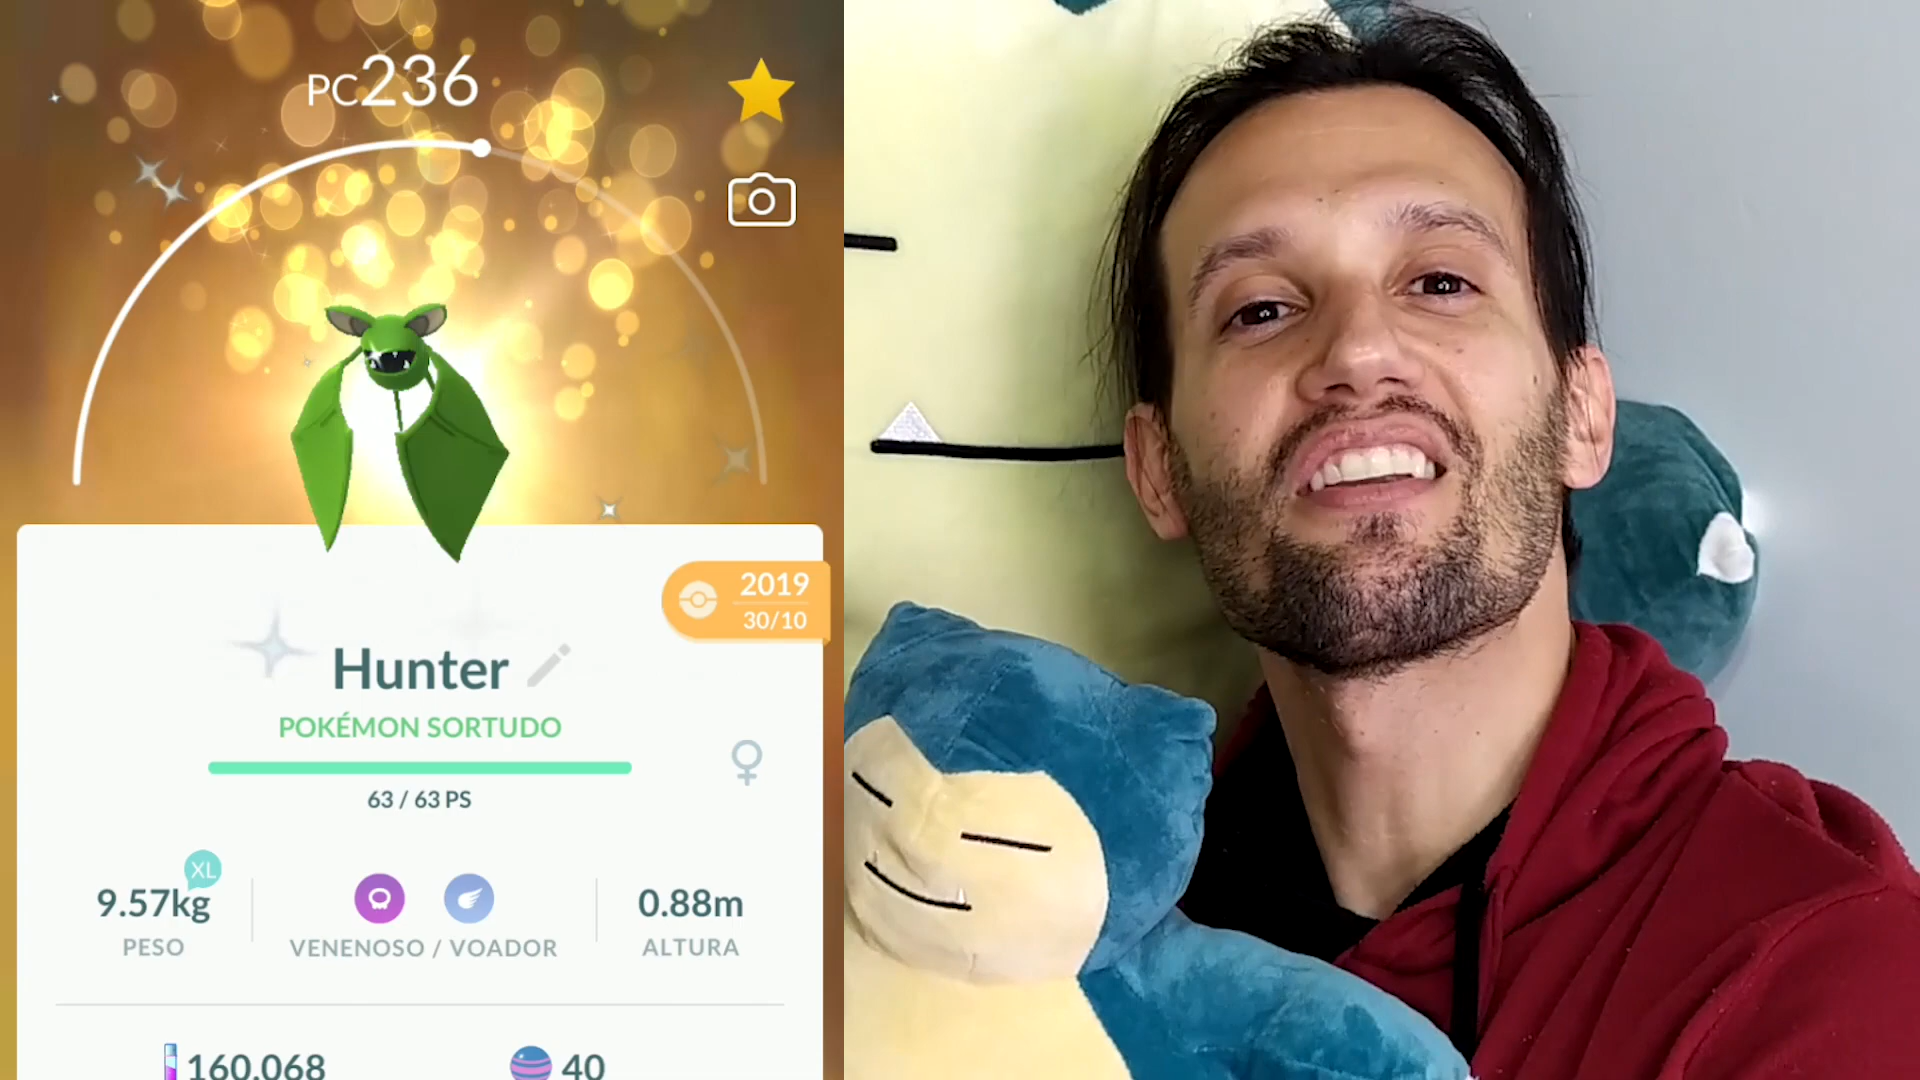 PC236
2019
30/10
Hunter
POKÉMON SORTUDO
63 / 63 PS
XL
9.57kg
PESO
VENENOSO / VOADOR
0.88m
ALTURA
160.068
40